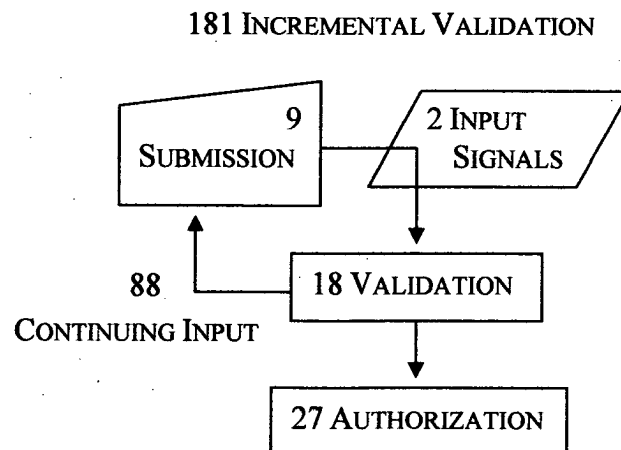 181 INCREMENTAL VALIDATION
9
SUBMISSION
2 INPUT
SIGNALS
88
CONTINUING INPUT
18 VALIDATION
27 AUTHORIZATION